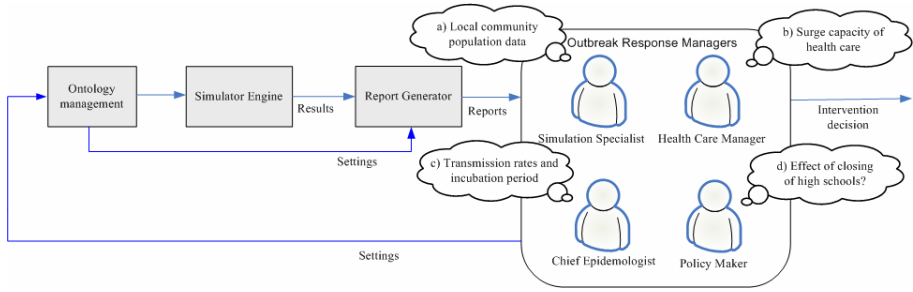 a) Local community
population data
b) Surge capacity of
health care
Outbreak Response Managers
Ontology
management
Simulator Engine
Results
Report Generator
Reports
Simulation Specialist
Health Care Manager
Intervention
decision
Settings
c) Transmission rates and
incubation period
d) Effect of closing
of high schools?
Settings
Chief Epidemologist
Policy Maker